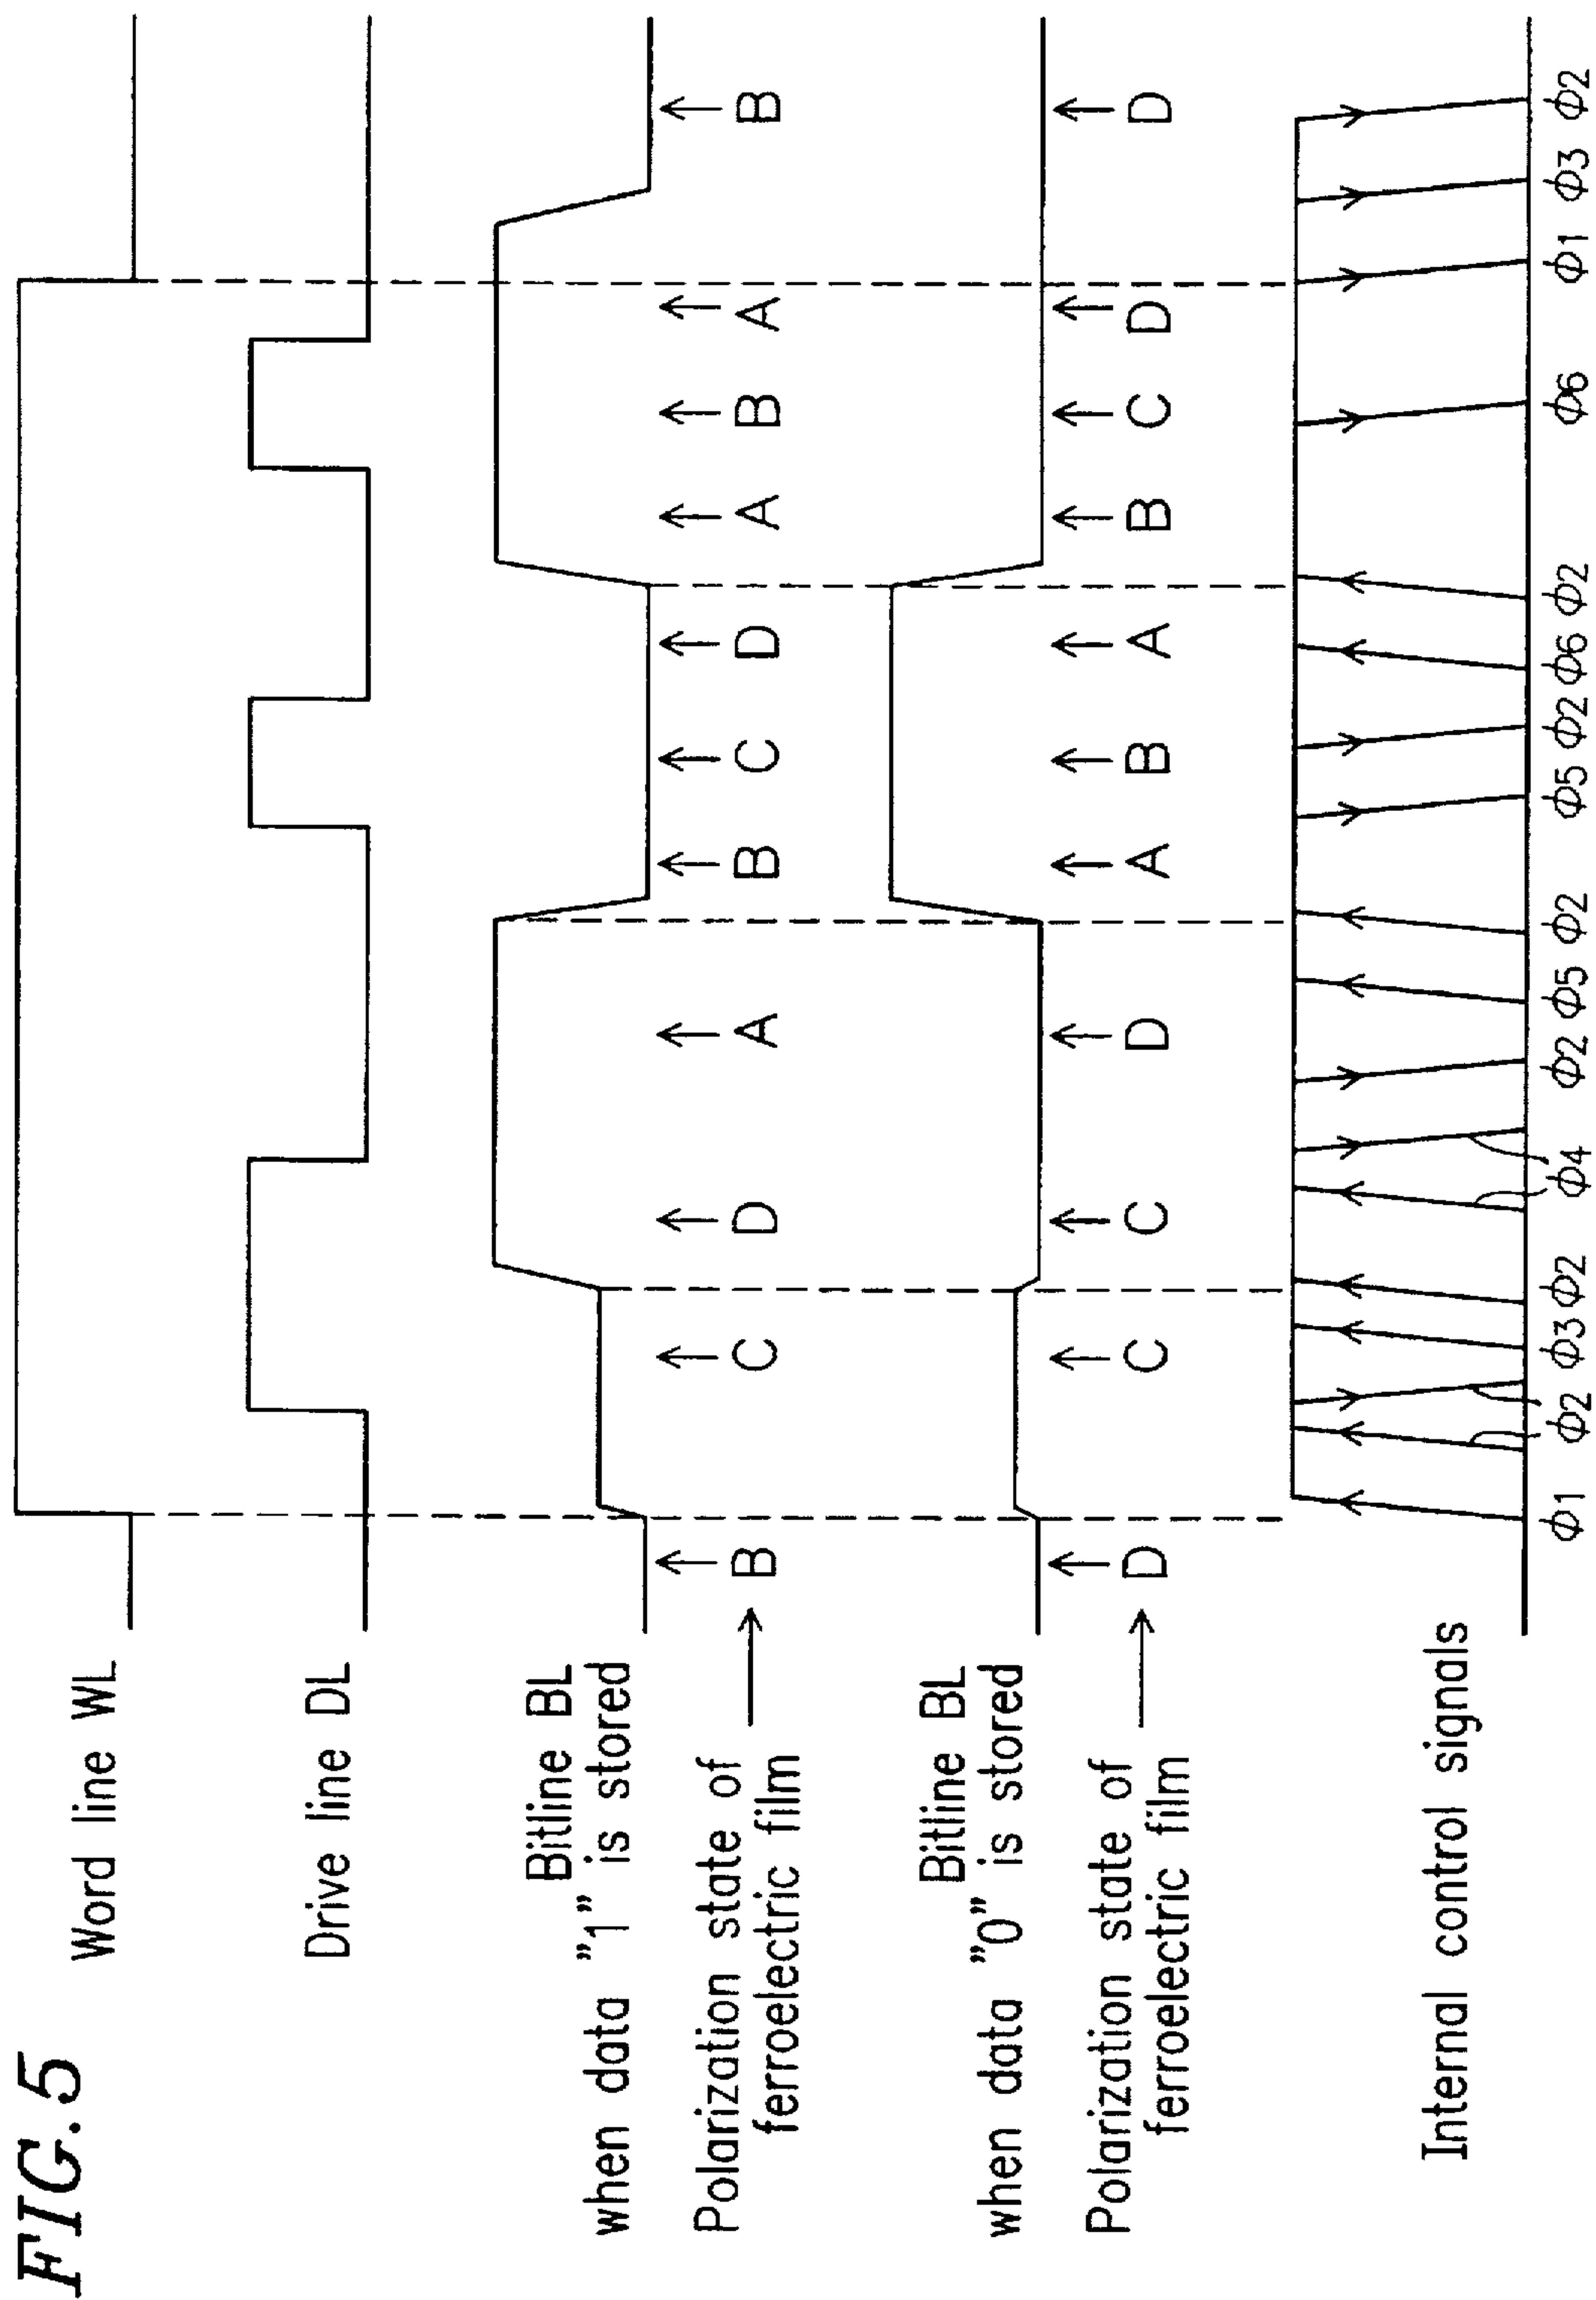 FIG.5
Word line WL
Drive line DL
Bitline BL
when data "1" is stored
Polarization state of
ferroelectric film
B C D A B C D A B A B
Bitline BL
when data "0" is stored
Polarization state of
ferroelectric film
D C C D A B A B C D D
Internal control signals
Φ1 Φ2 Φ3 Φ2 Φ4 Φ2 Φ5 Φ2 Φ5 Φ2 Φ6 Φ2 Φ6 Φ1 Φ3 Φ2